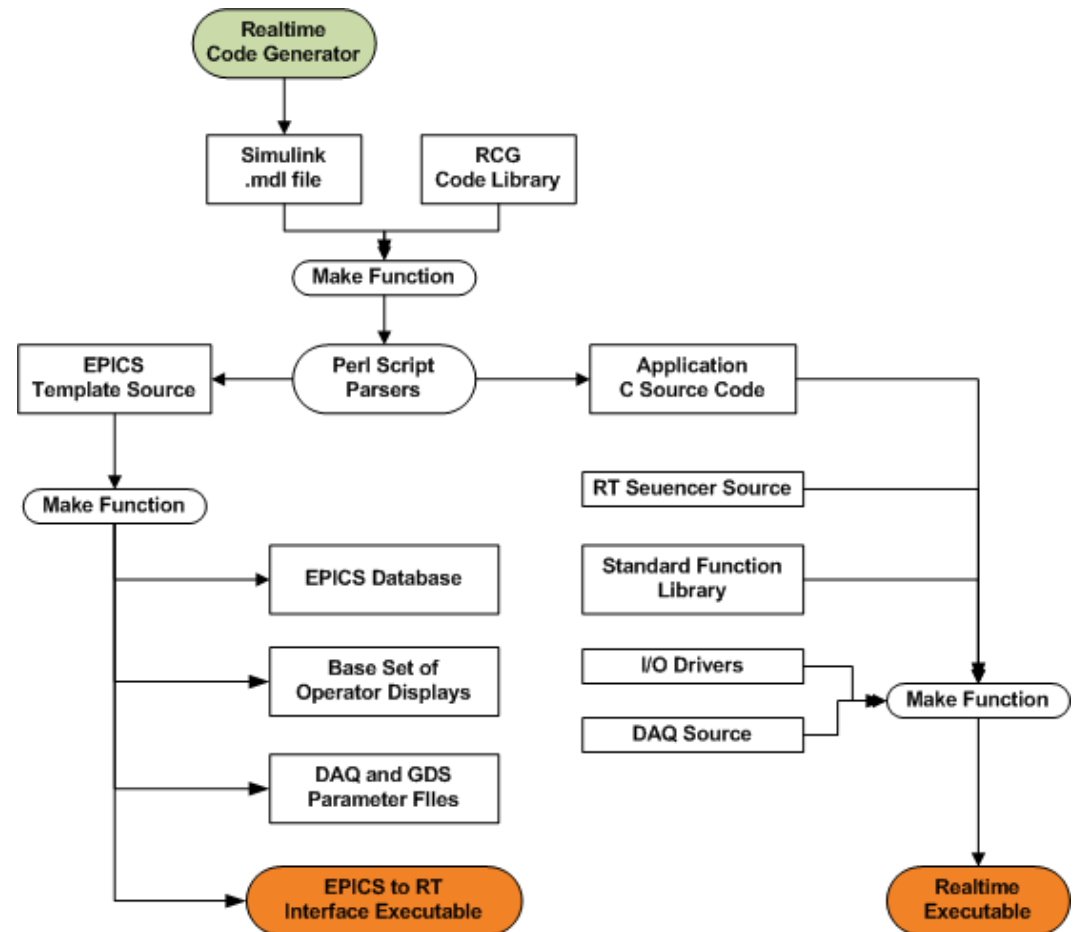 Realtime
Code Generator
Simulink
.mdl file
RCG
Code Library
Make Function
EPICS
Template Source
Perl Script
Parsers
Application
C Source Code
Make Function
RT Seuencer Source
EPICS Database
Standard Function
Library
Base Set of
Operator Displays
I/O Drivers
Make Function
DAQ Source
DAQ and GDS
Parameter FIles
EPICS to RT
Interface Executable
Realtime
Executable